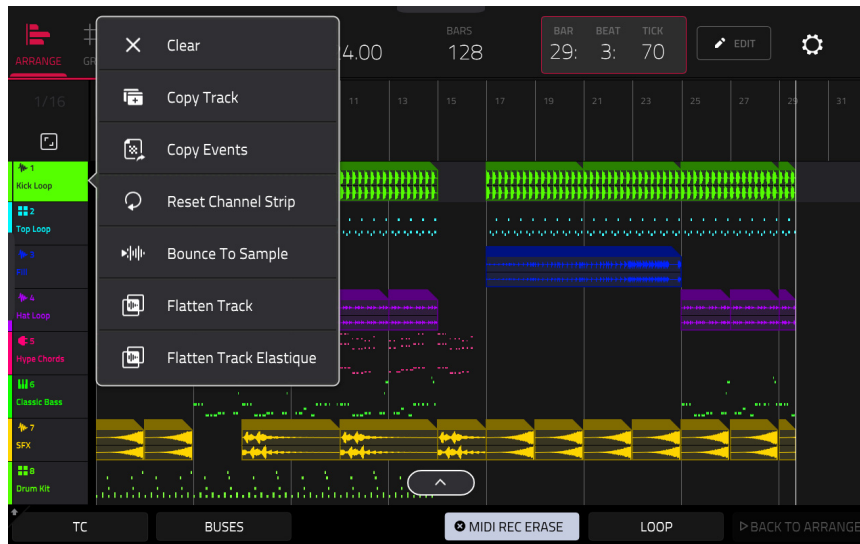 ARRANGE
GR
4.00
BARS
128
BAR BEAT TICK
29: 3: 70
EDIT
1/16
11 13 15 17 19 21 23 25 27 29 31
Clear
Copy Track
Copy Events
Reset Channel Strip
Bounce To Sample
Flatten Track
Flatten Track Elastique
1
Kick Loop
2
Top Loop
3
4
Hat Loop
5
Hype Chords
6
Classic Bass
7
SFX
8
Drum Kit
TC BUSES MIDI REC ERASE LOOP BACK TO ARRANGE